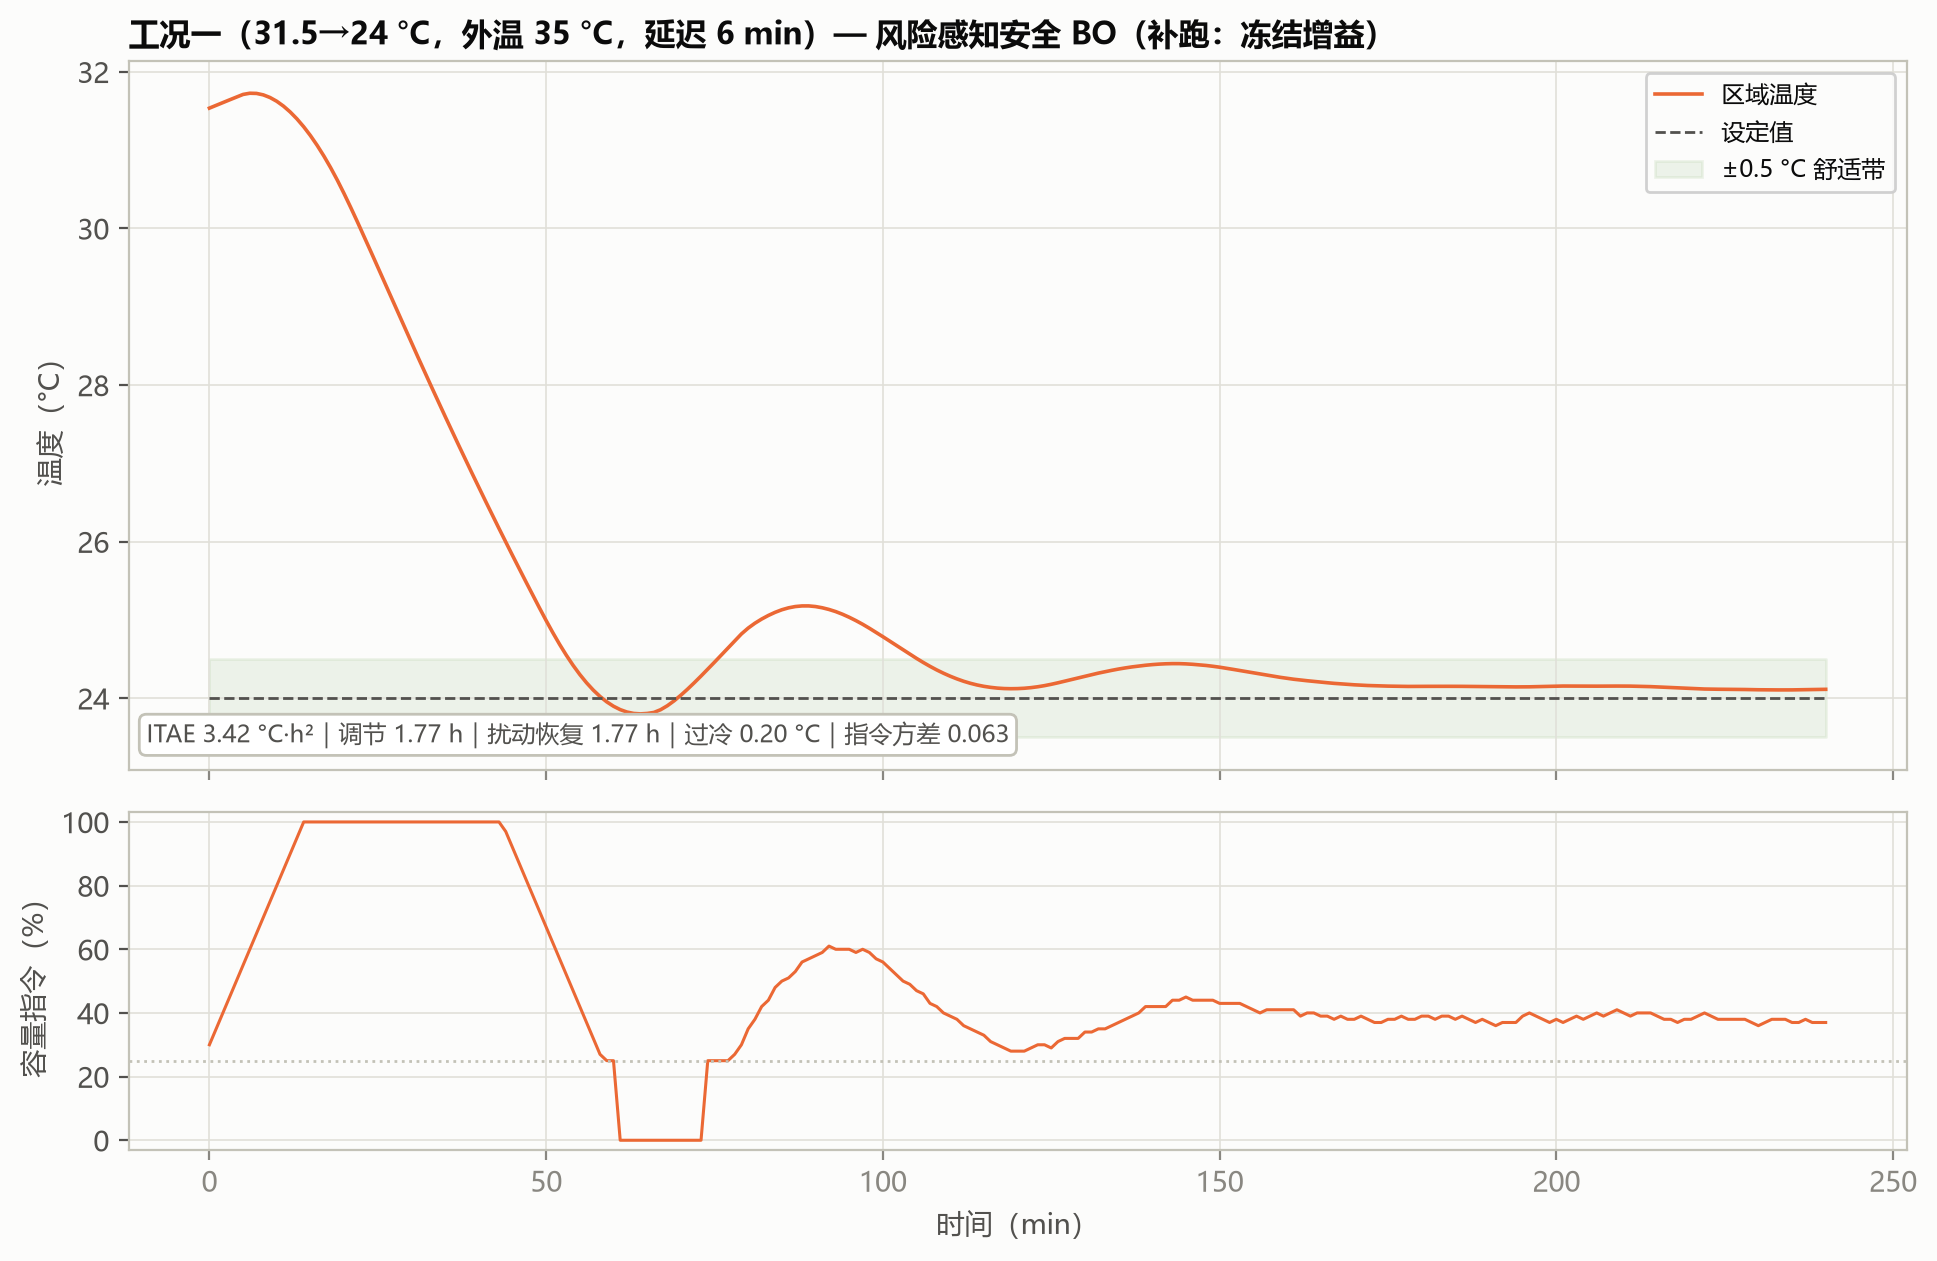 工况一（31.5→24 °C，外温 35 °C，延迟 6 min）— 风险感知安全 BO（补跑：冻结增益）
32
30
28
26
24
温度（°C）
区域温度
设定值
±0.5 °C 舒适带
ITAE 3.42 °C·h² | 调节 1.77 h | 扰动恢复 1.77 h | 过冷 0.20 °C | 指令方差 0.063
100
80
60
40
20
0
容量指令（%）
0 50 100 150 200 250
时间（min）